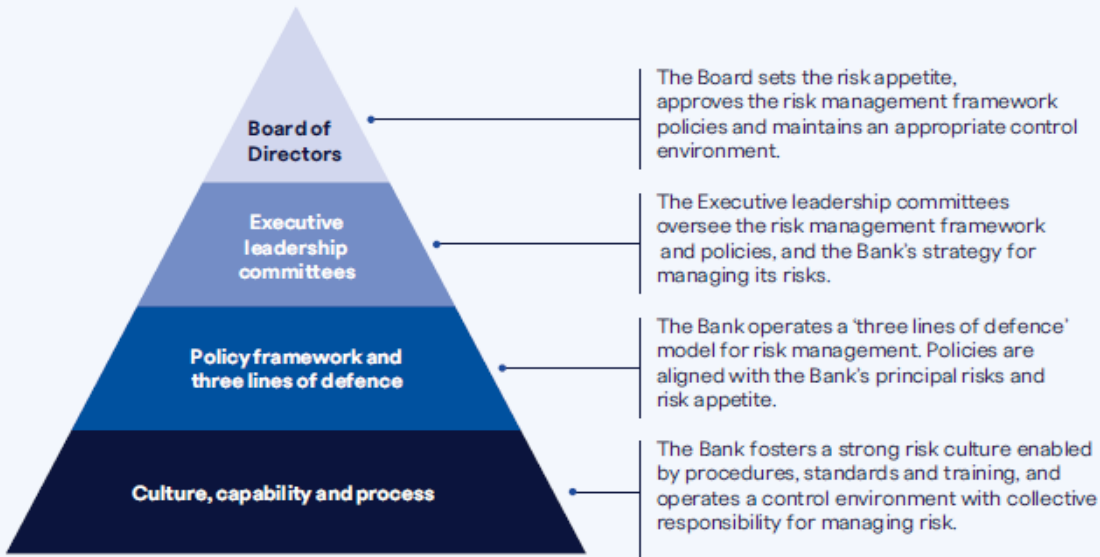 Board of
Directors
The Board sets the risk appetite,
approves the risk management framework
policies and maintains an appropriate control
environment.
Executive
leadership
committees
The Executive leadership committees
oversee the risk management framework
and policies, and the Bank's strategy for
managing its risks.
Policy framework and
three lines of defence
The Bank operates a 'three lines of defence'
model for risk management. Policies are
aligned with the Bank's principal risks and
risk appetite.
Culture, capability and process
The Bank fosters a strong risk culture enabled
by procedures, standards and training, and
operates a control environment with collective
responsibility for managing risk.